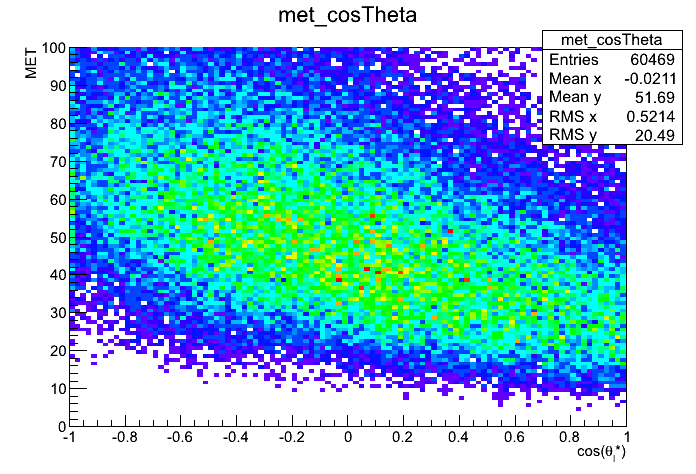 met_cosTheta
met_cosTheta
Entries 60469
Mean x -0.0211
Mean y 51.69
RMS x 0.5214
RMS y 20.49
MET
100
90
80
70
60
50
40
30
20
10
0
-1 -0.8 -0.6 -0.4 -0.2 0 0.2 0.4 0.6 0.8 1
cos(θ_l*)